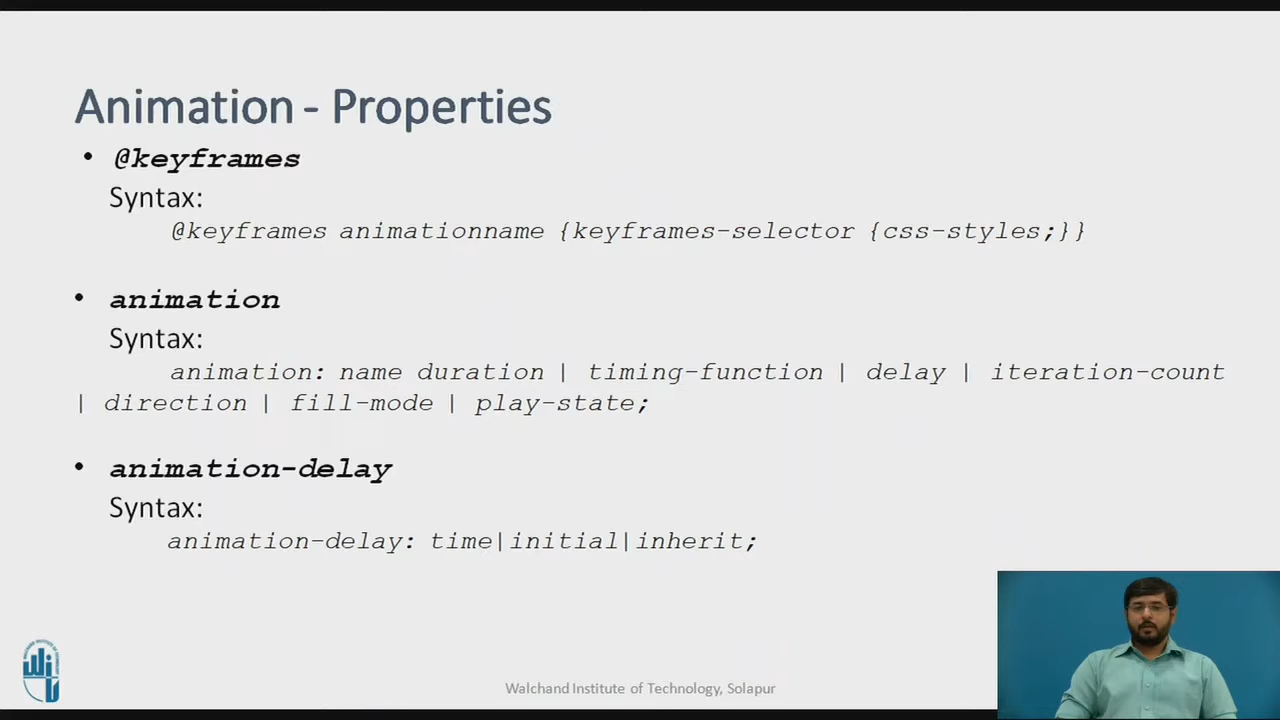 Animation - Properties
• @keyframes
Syntax:
@keyframes animationname {keyframes-selector {css-styles;}}
• animation
Syntax:
animation: name duration | timing-function | delay | iteration-count
| direction | fill-mode | play-state;
• animation-delay
Syntax:
animation-delay: time|initial|inherit;
Walchand Institute of Technology, Solapur